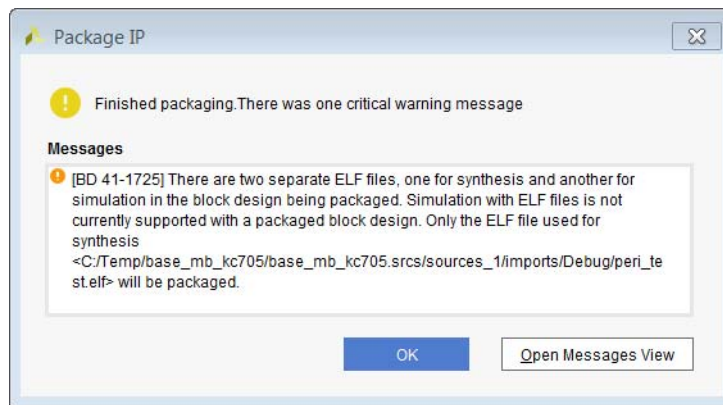 Package IP
Finished packaging.There was one critical warning message
Messages
[BD 41-1725] There are two separate ELF files, one for synthesis and another for
simulation in the block design being packaged. Simulation with ELF files is not
currently supported with a packaged block design. Only the ELF file used for
synthesis
<C:/Temp/base_mb_kc705/base_mb_kc705.srcs/sources_1/imports/Debug/peri_te
st.elf> will be packaged.
OK
Open Messages View